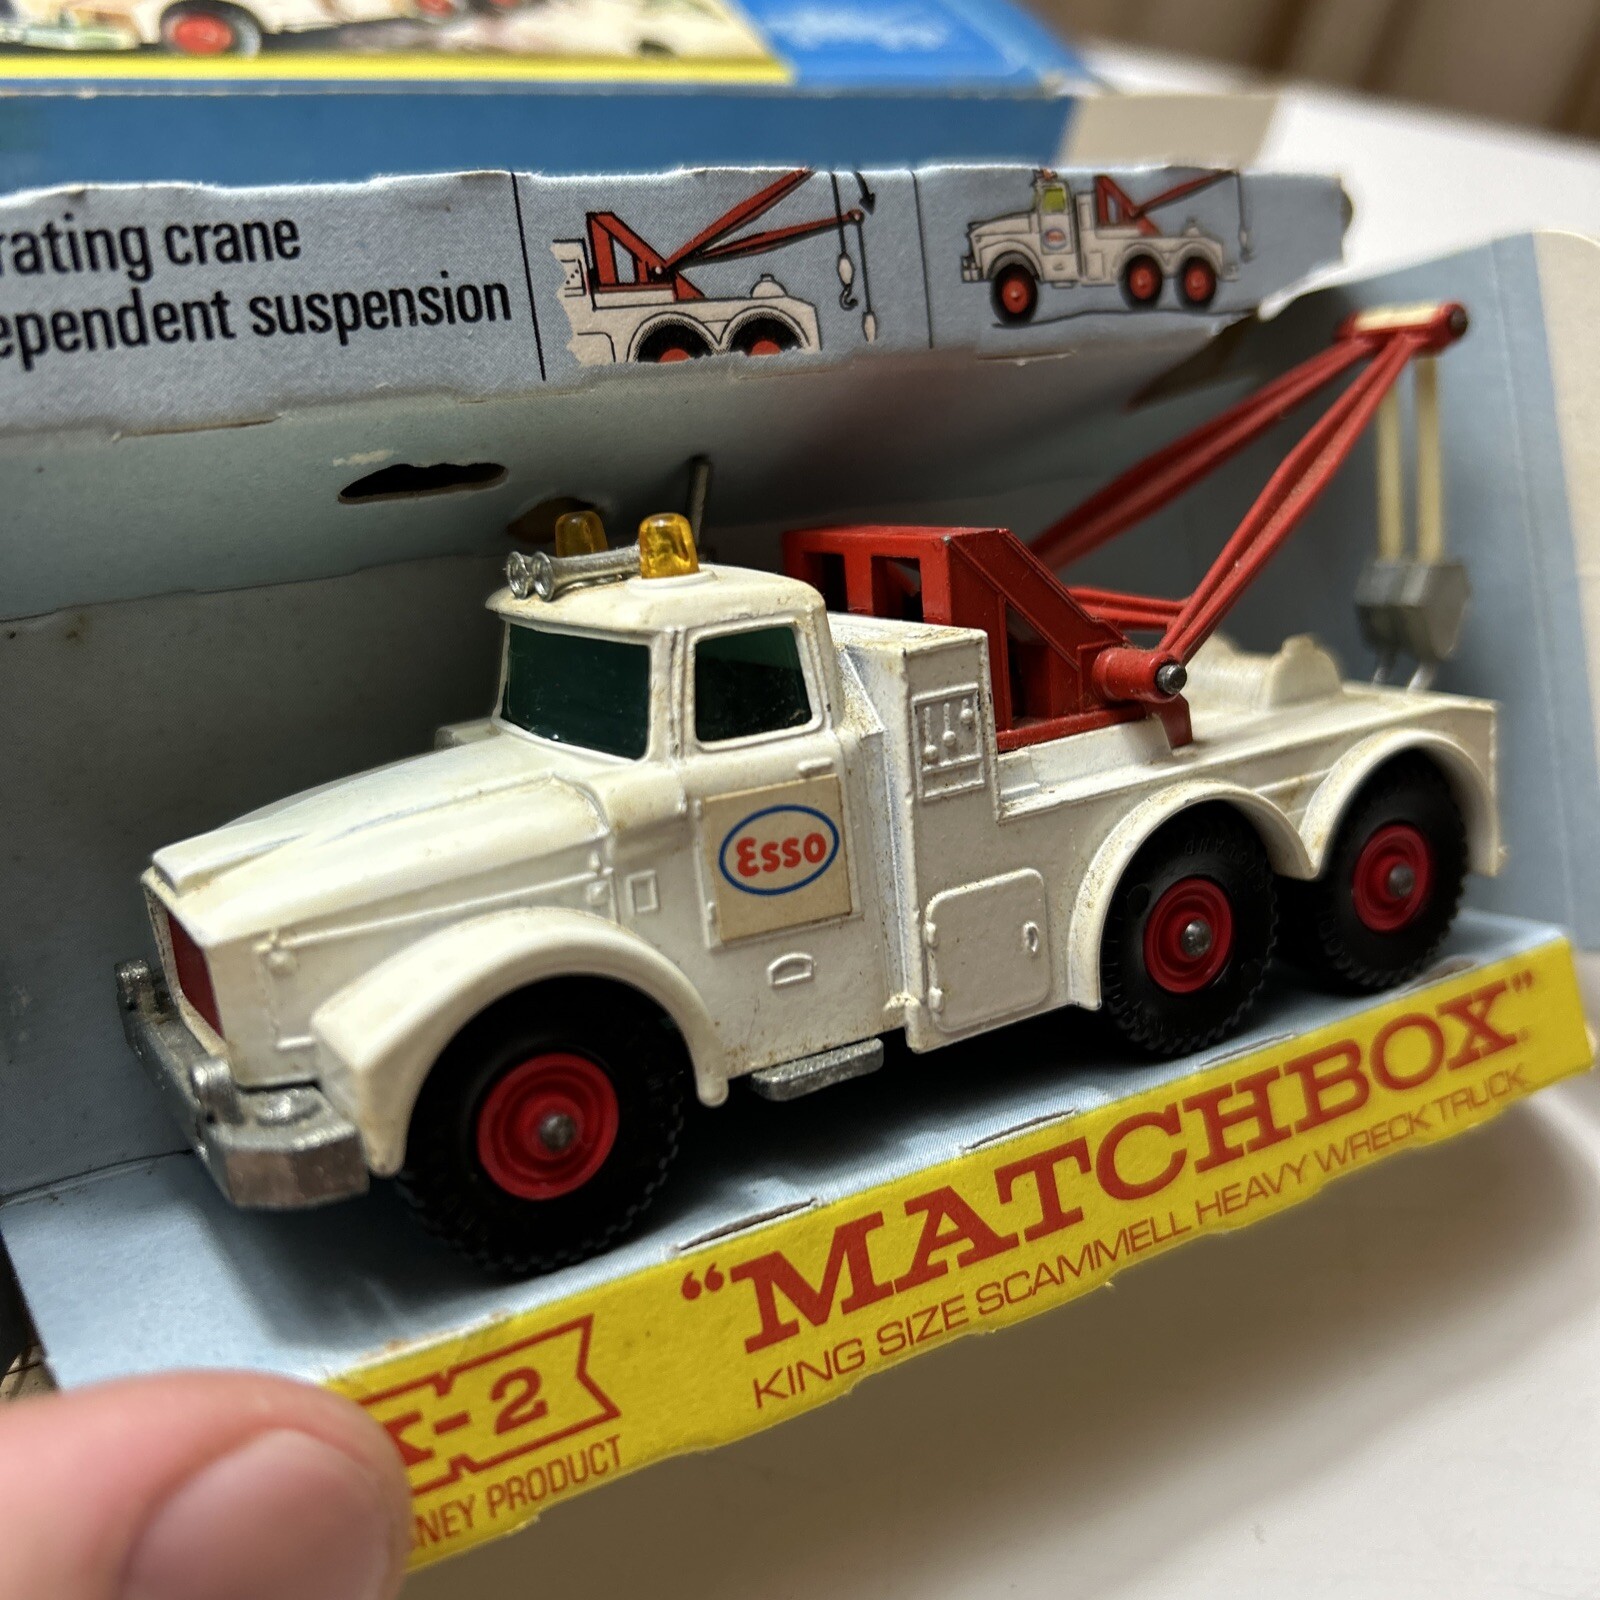 rating crane
ependent suspension
Esso
"MATCHBOX"
KING SIZE SCAMMELL HEAVY WRECK TRUCK
K-2
NEY PRODUCT